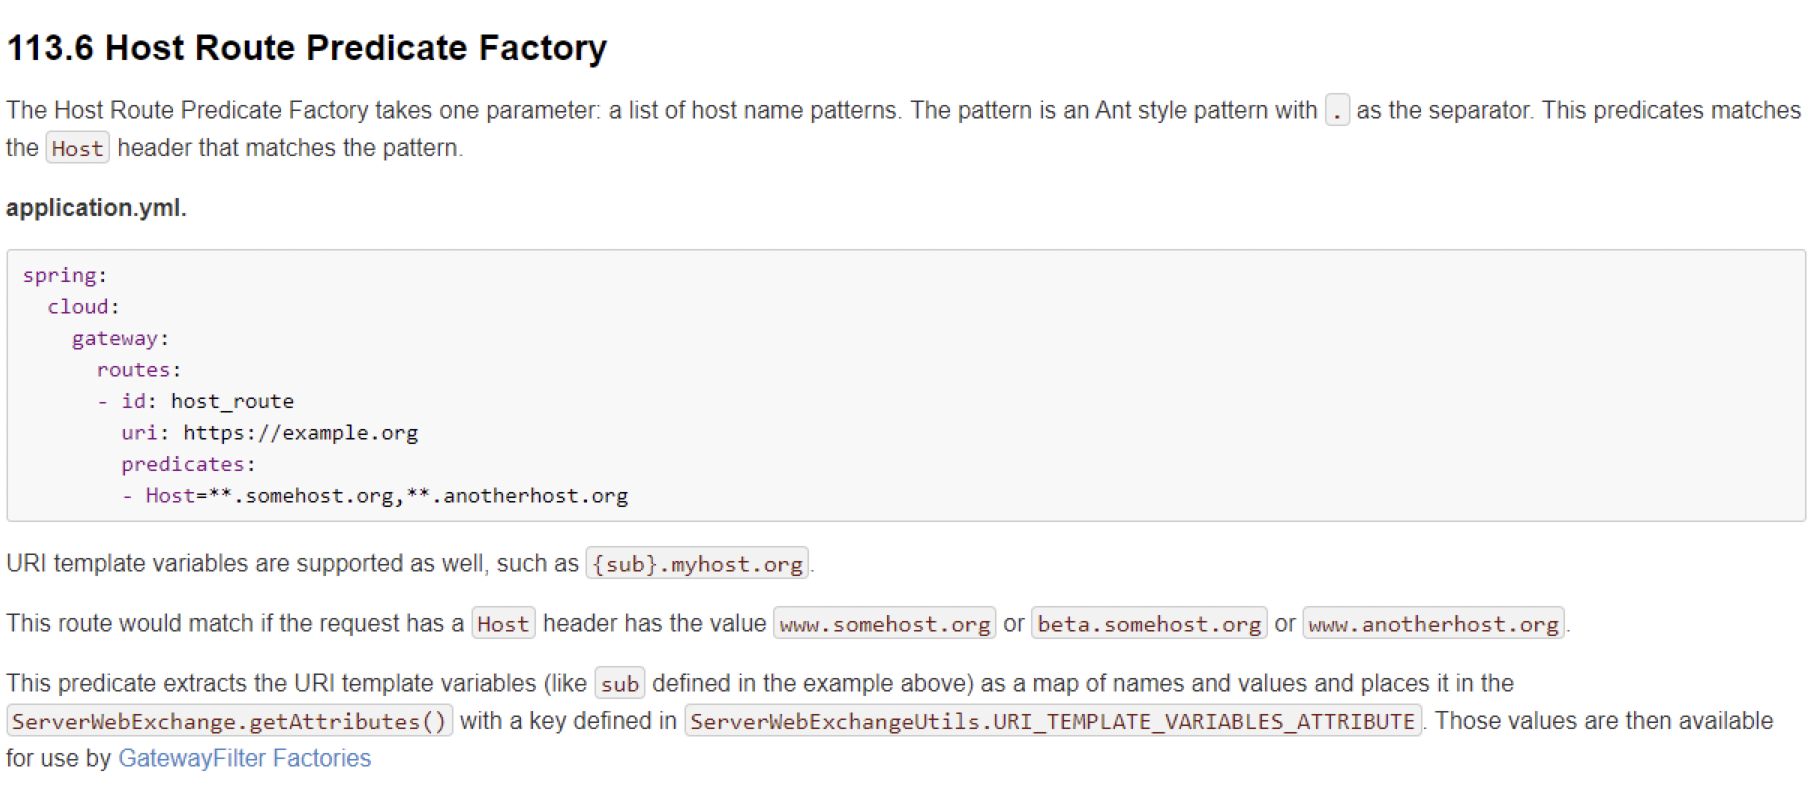 113.6 Host Route Predicate Factory
The Host Route Predicate Factory takes one parameter: a list of host name patterns. The pattern is an Ant style pattern with . as the separator. This predicates matches
the Host header that matches the pattern.
application.yml.
spring:
  cloud:
    gateway:
      routes:
      - id: host_route
        uri: https://example.org
        predicates:
        - Host=**.somehost.org,**.anotherhost.org
URI template variables are supported as well, such as {sub}.myhost.org.
This route would match if the request has a Host header has the value www.somehost.org or beta.somehost.org or www.anotherhost.org.
This predicate extracts the URI template variables (like sub defined in the example above) as a map of names and values and places it in the
ServerWebExchange.getAttributes() with a key defined in ServerWebExchangeUtils.URI_TEMPLATE_VARIABLES_ATTRIBUTE. Those values are then available
for use by GatewayFilter Factories